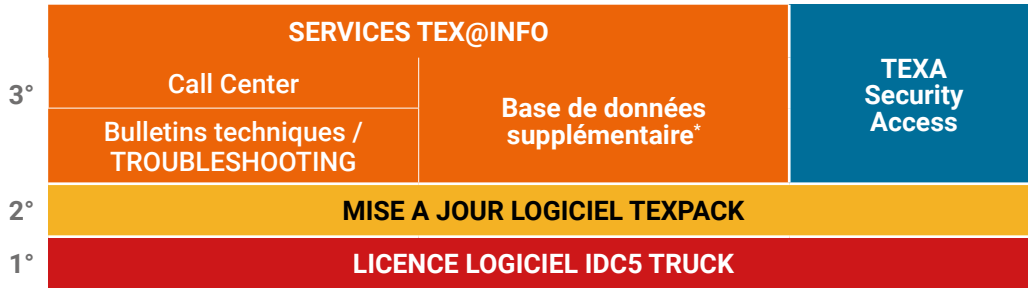 SERVICES TEX@INFO
3°
Call Center
Bulletins techniques /
TROUBLESHOOTING
Base de données
supplémentaire*
TEXA
Security
Access
2°
MISE A JOUR LOGICIEL TEXPACK
1°
LICENCE LOGICIEL IDC5 TRUCK